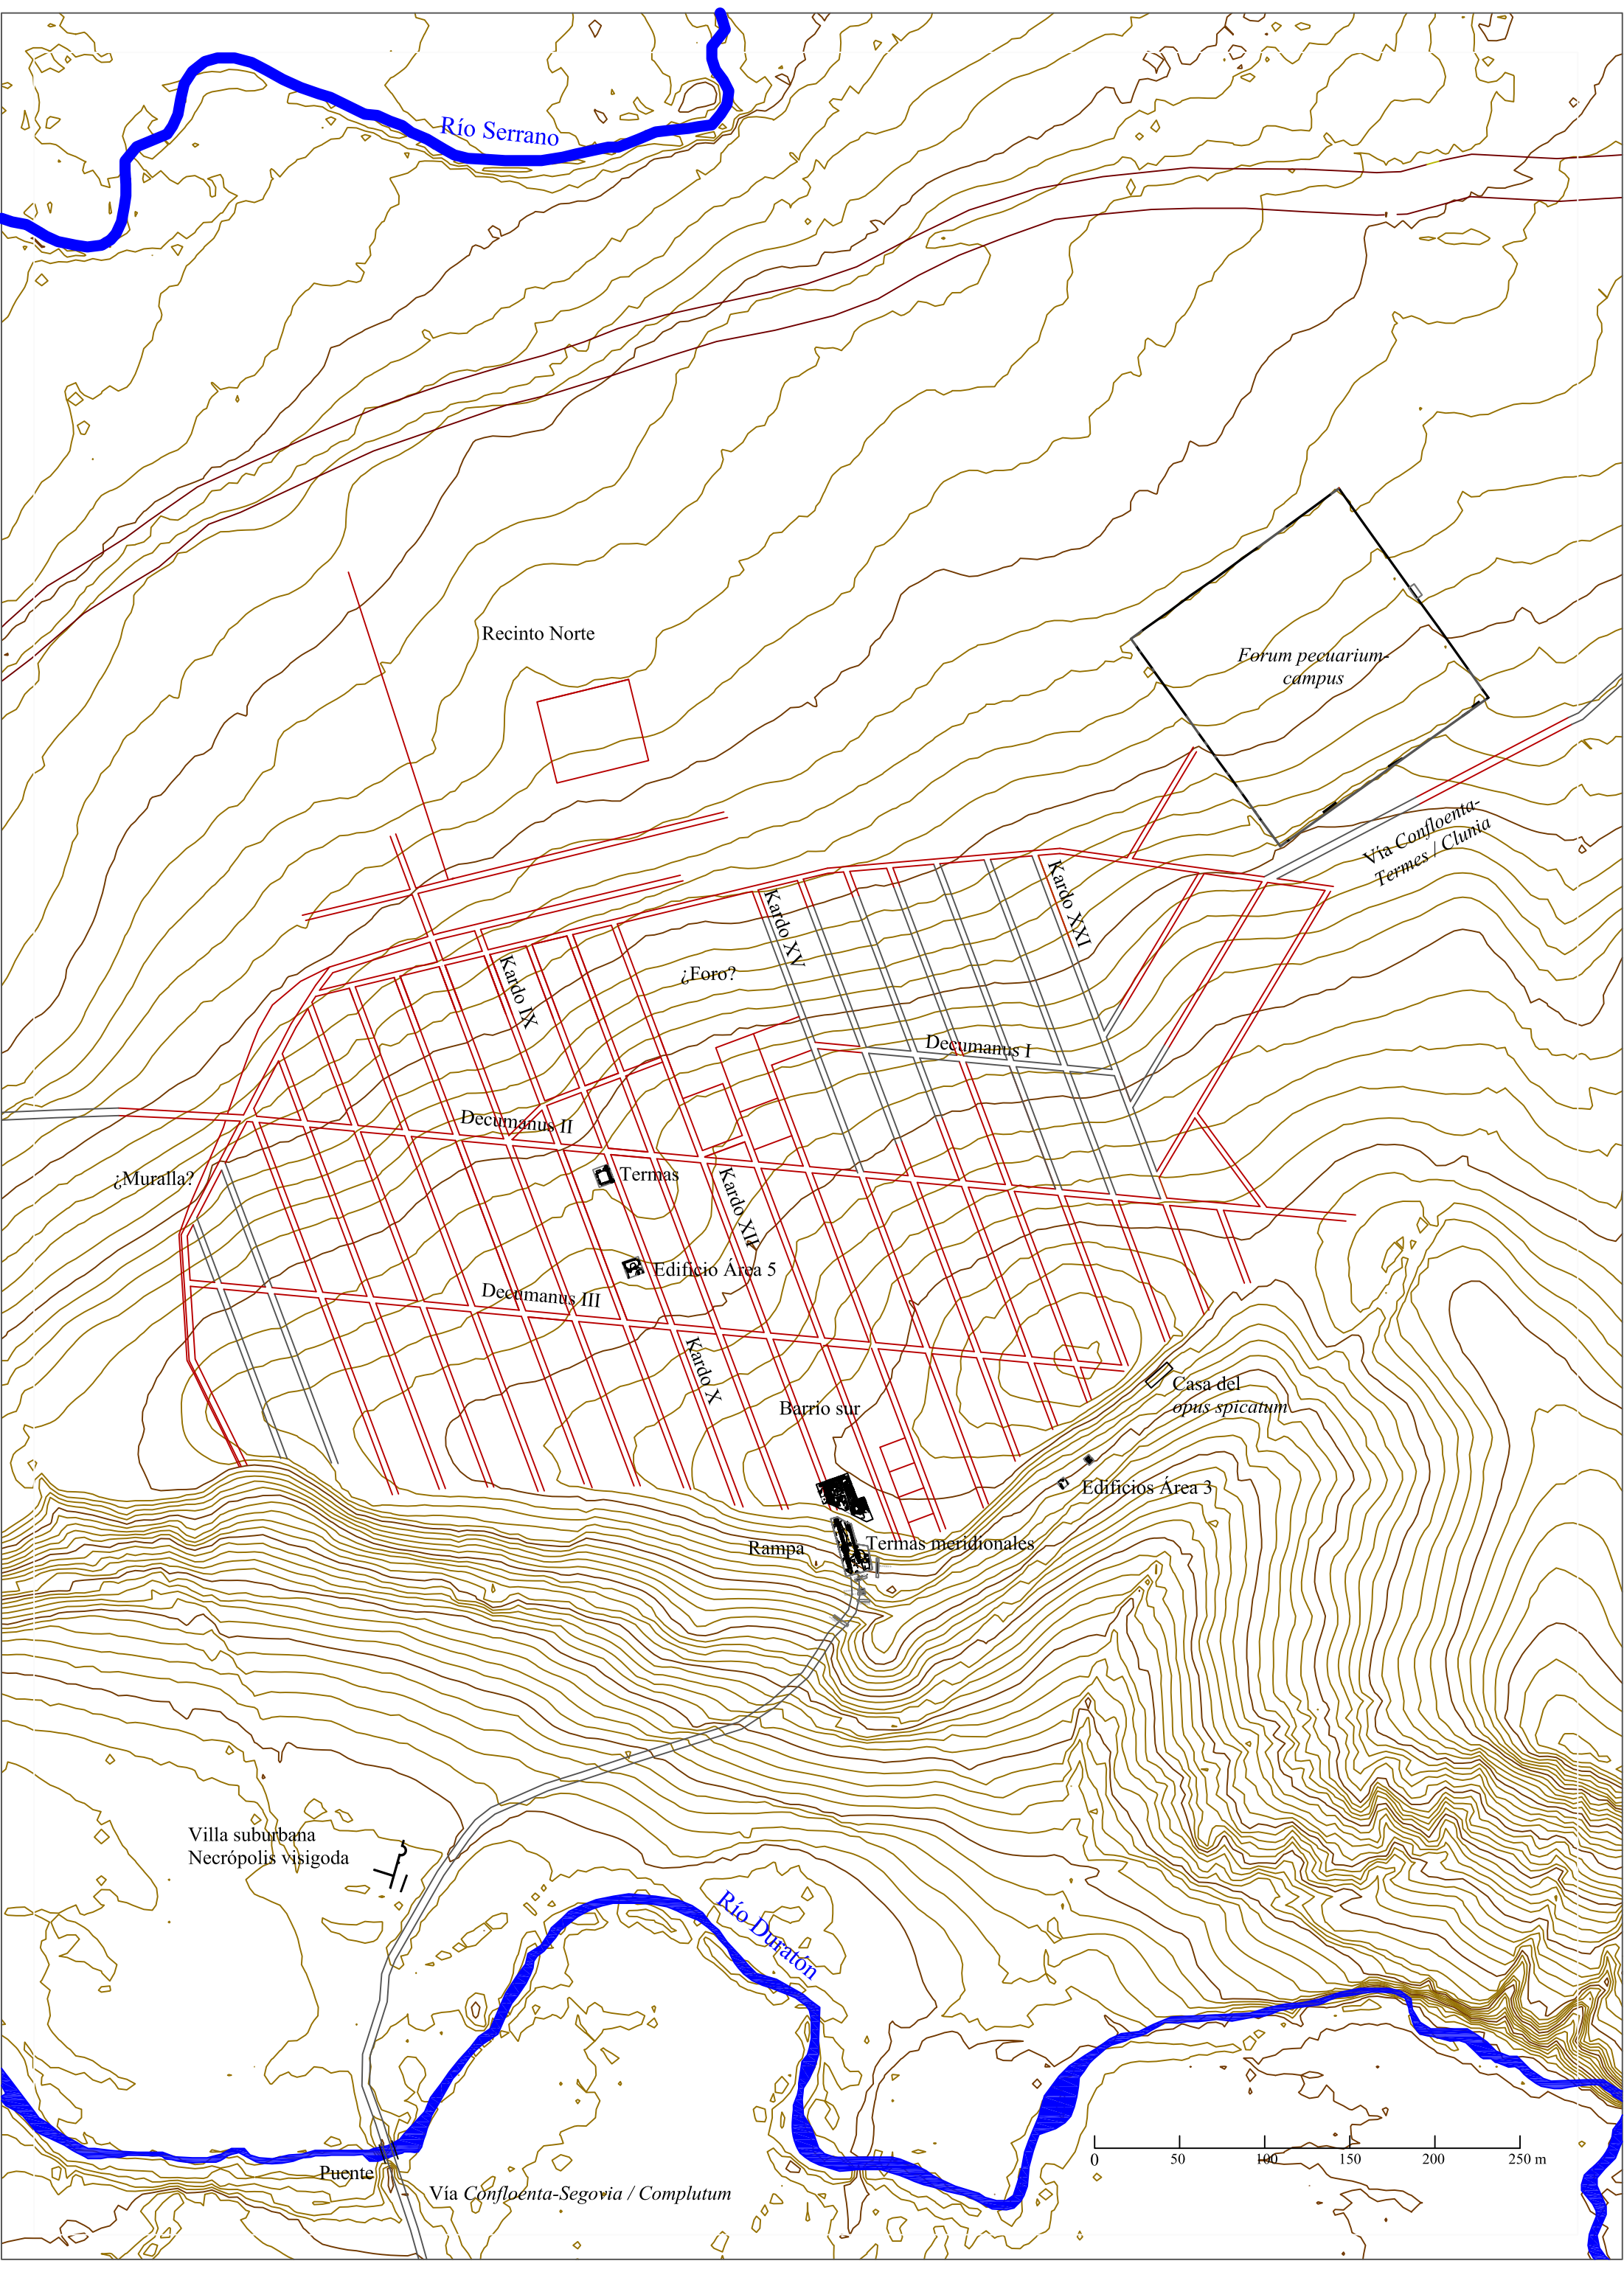 Río Serrano
Recinto Norte
Forum pecuarium-
campus
Vía Confloenta-
Termes / Clunia
Kardo XV
Kardo XXI
Kardo IX
¿Foro?
Decumanus I
Decumanus II
¿Muralla?
Termas
Kardo XII
Edificio Área 5
Decumanus III
Kardo X
Casa del
opus spicatum
Barrio sur
Edificios Área 3
Rampa
Termas meridionales
Villa suburbana
Necrópolis visigoda
Río Duratón
0 50 100 150 200 250 m
Puente
Vía Confloenta-Segovia / Complutum